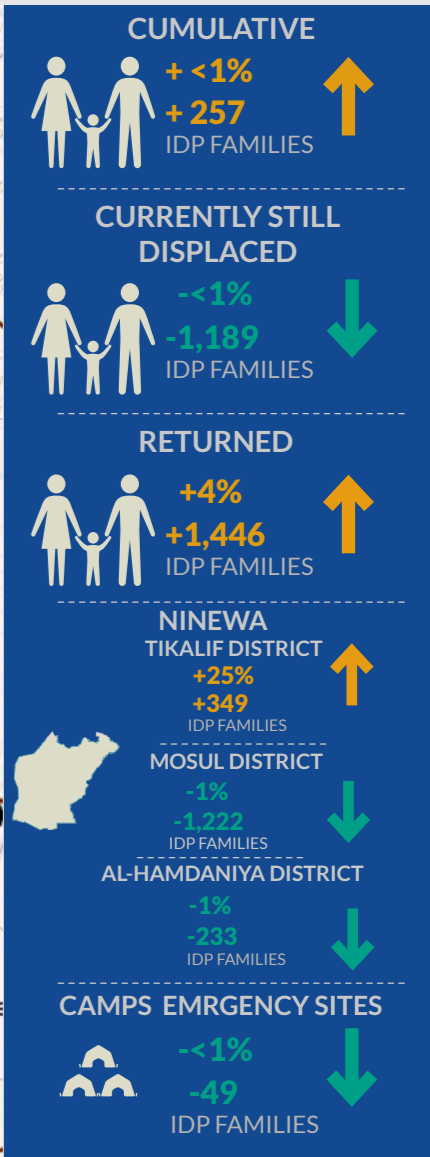 CUMULATIVE
+ <1%
+ 257
IDP FAMILIES
CURRENTLY STILL
DISPLACED
-<1%
-1,189
IDP FAMILIES
RETURNED
+4%
+1,446
IDP FAMILIES
NINEWA
TIKALIF DISTRICT
+25%
+349
IDP FAMILIES
MOSUL DISTRICT
-1%
-1,222
IDP FAMILIES
AL-HAMDANIYA DISTRICT
-1%
-233
IDP FAMILIES
CAMPS EMRGENCY SITES
-<1%
-49
IDP FAMILIES